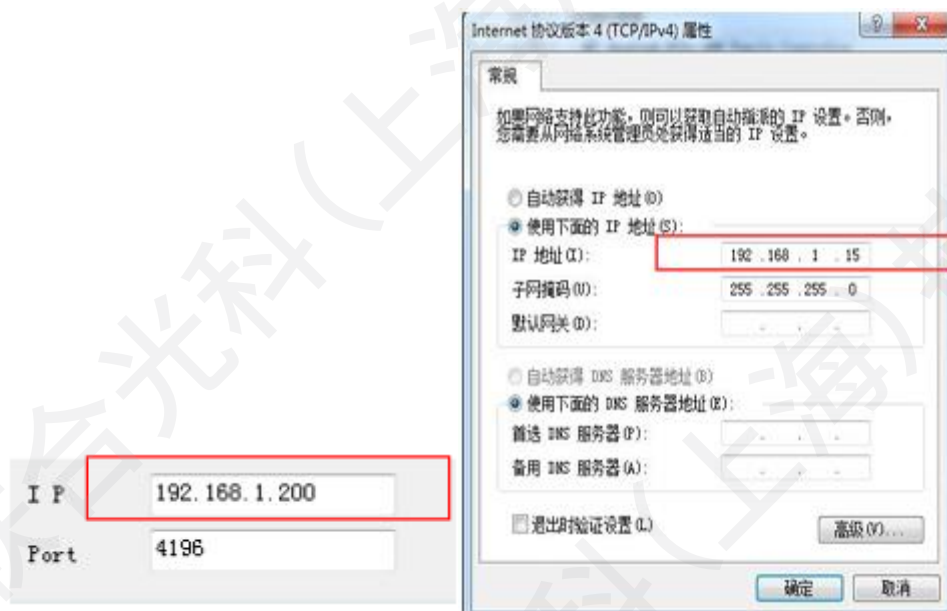 I P 192.168.1.200
Port 4196
Internet 协议版本 4 (TCP/IPv4) 属性
常规
如果网络支持此功能，则可以获取自动指派的 IP 设置。否则，
您需要从网络系统管理员处获得适当的 IP 设置。
自动获得 IP 地址(O)
使用下面的 IP 地址(S):
IP 地址(I): 192 .168 . 1 . 15
子网掩码(U): 255 .255 .255 . 0
默认网关(D): . . .
自动获得 DNS 服务器地址(B)
使用下面的 DNS 服务器地址(E):
首选 DNS 服务器(P): . . .
备用 DNS 服务器(A): . . .
退出时验证设置(L)
高级(V)...
确定 取消